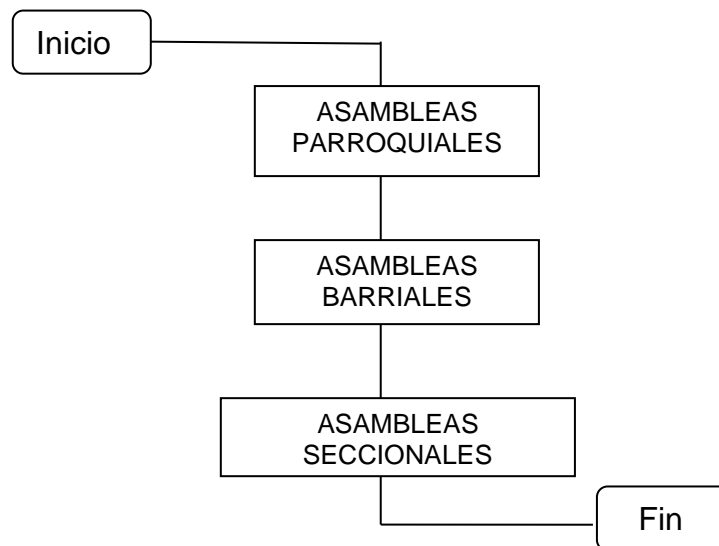 Inicio
ASAMBLEAS
PARROQUIALES
ASAMBLEAS
BARRIALES
ASAMBLEAS
SECCIONALES
Fin